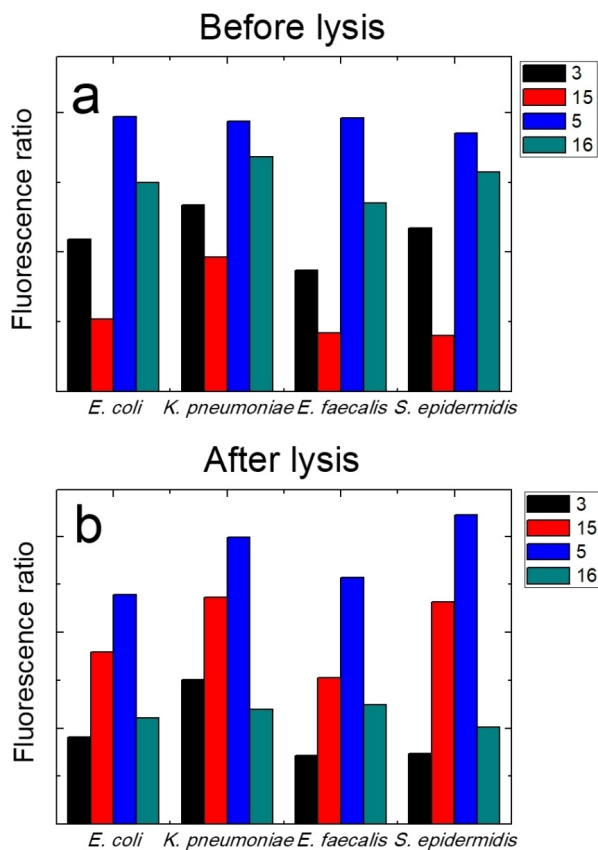 Before lysis
a
3
15
5
16
Fluorescence ratio
E. coli K. pneumoniae E. faecalis S. epidermidis
After lysis
b
3
15
5
16
Fluorescence ratio
E. coli K. pneumoniae E. faecalis S. epidermidis